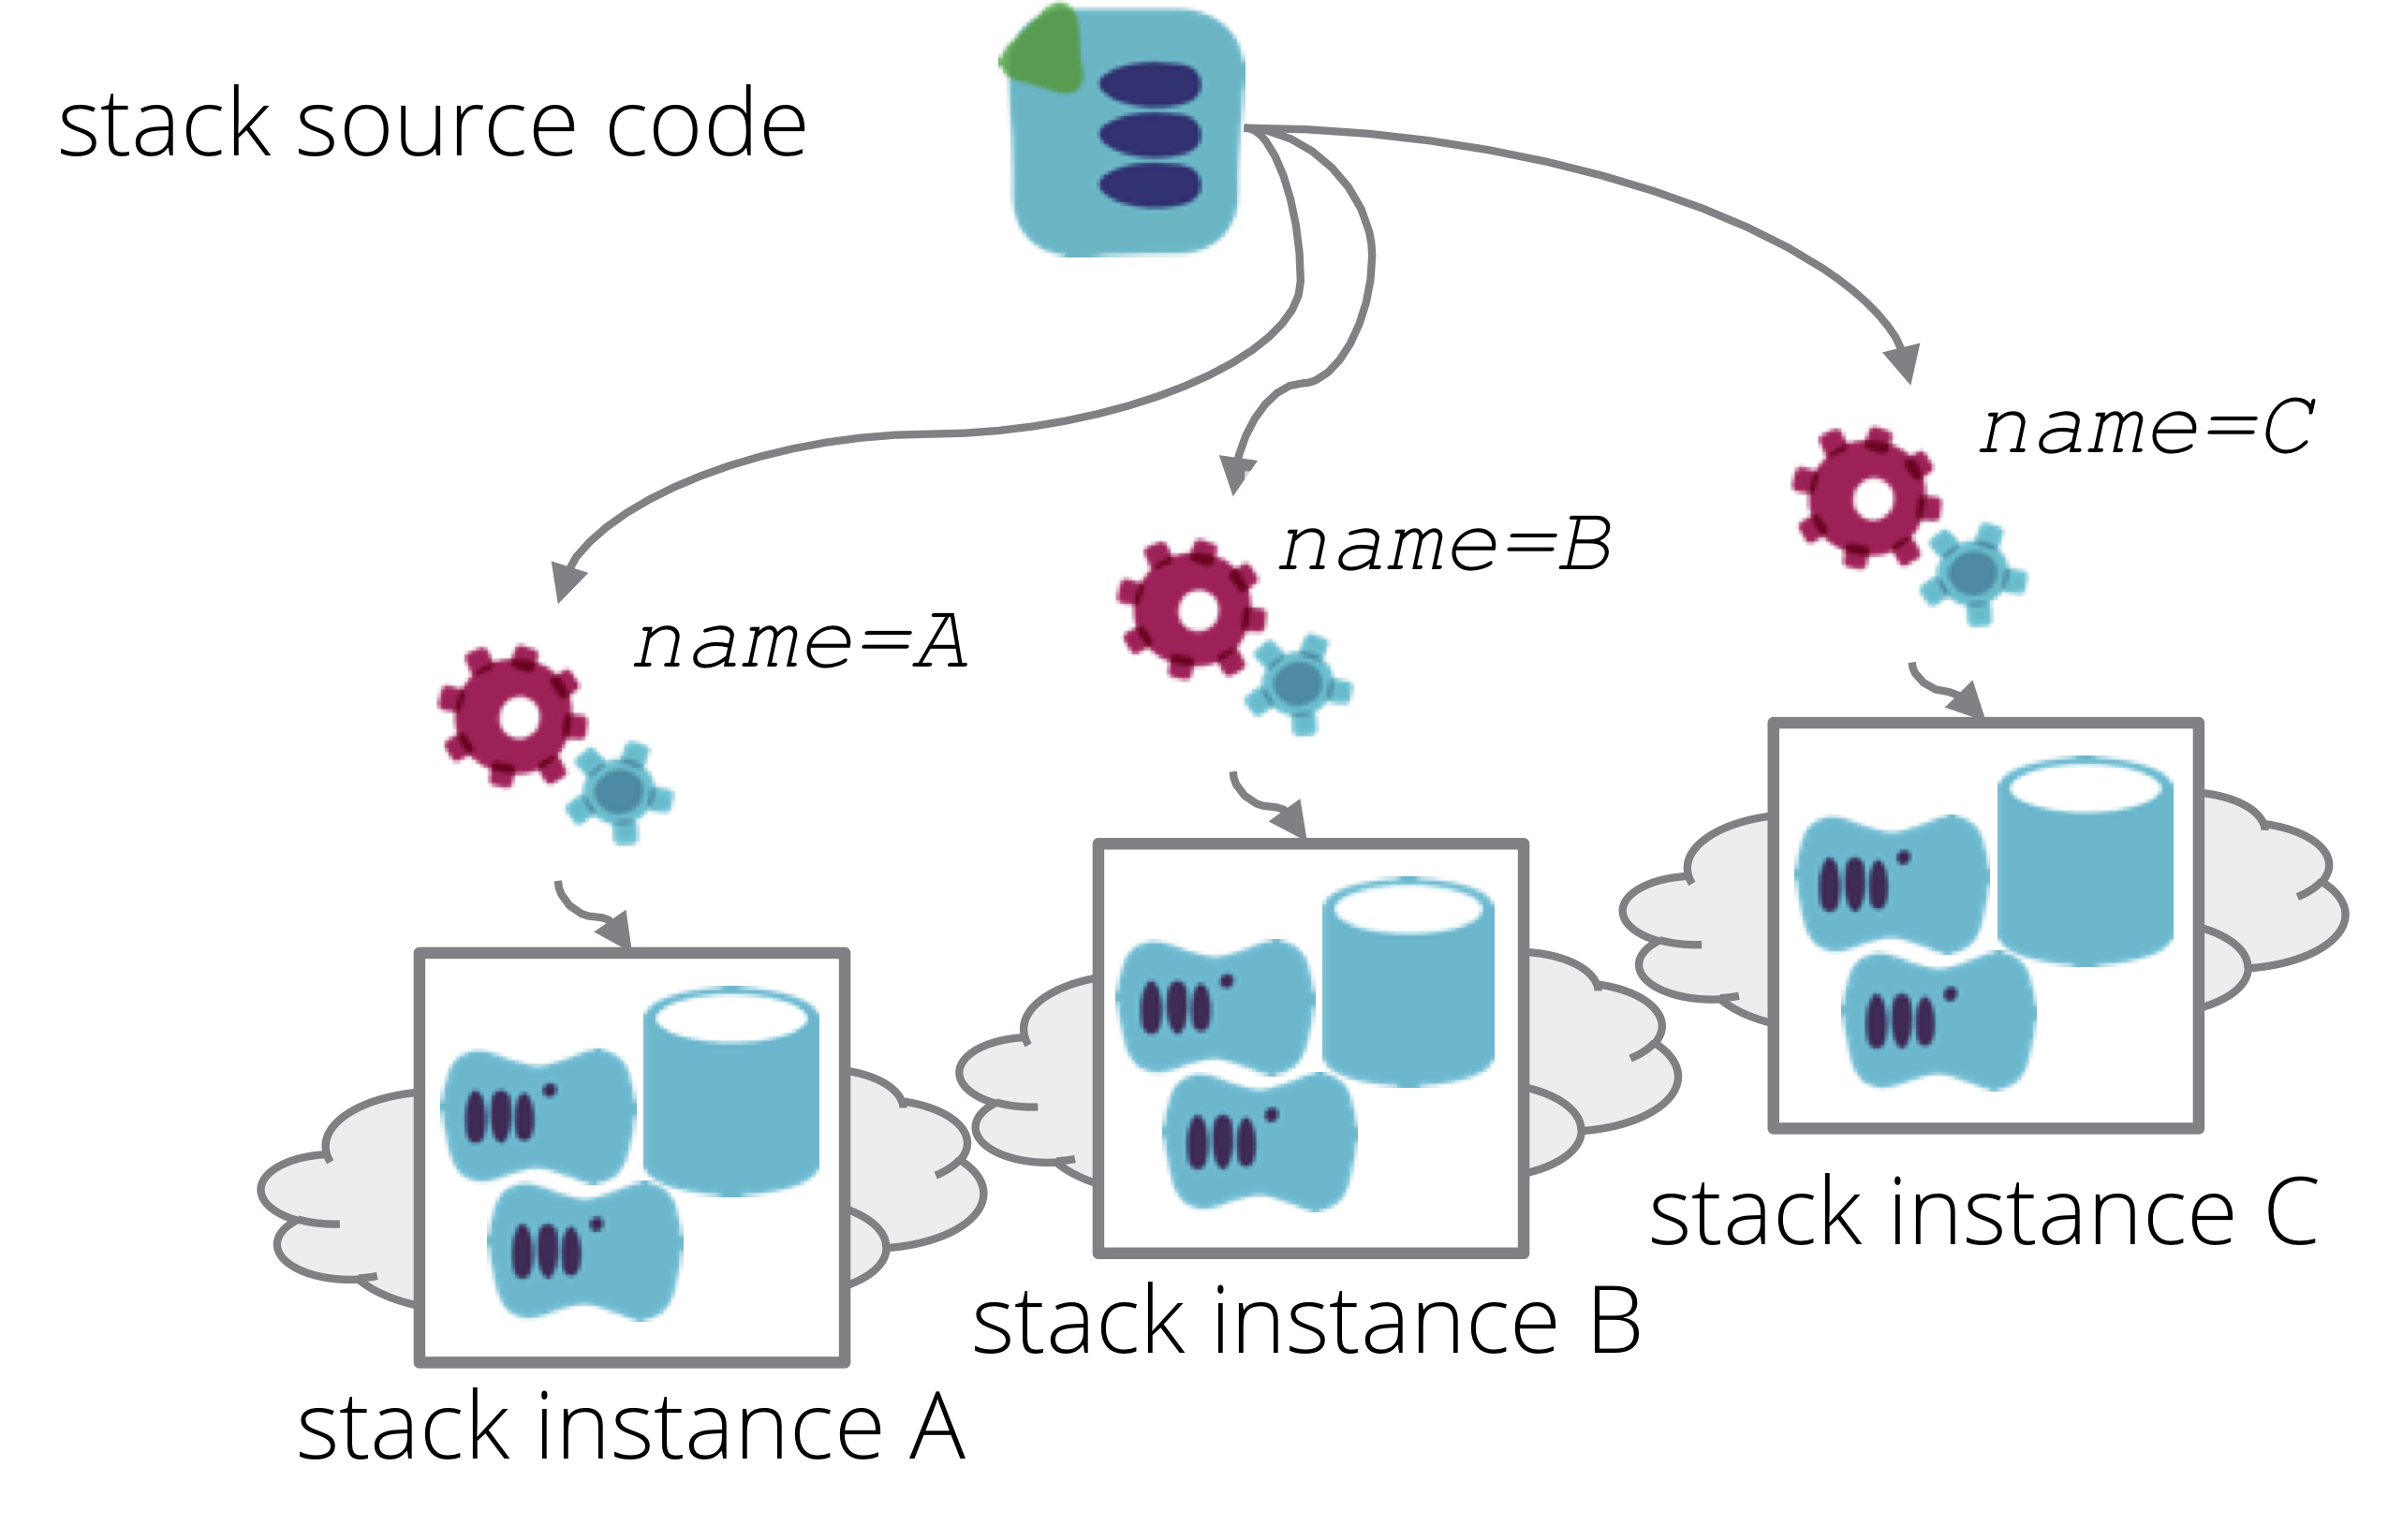 stack source code
name=C
name=B
name=A
stack instance C
stack instance B
stack instance A